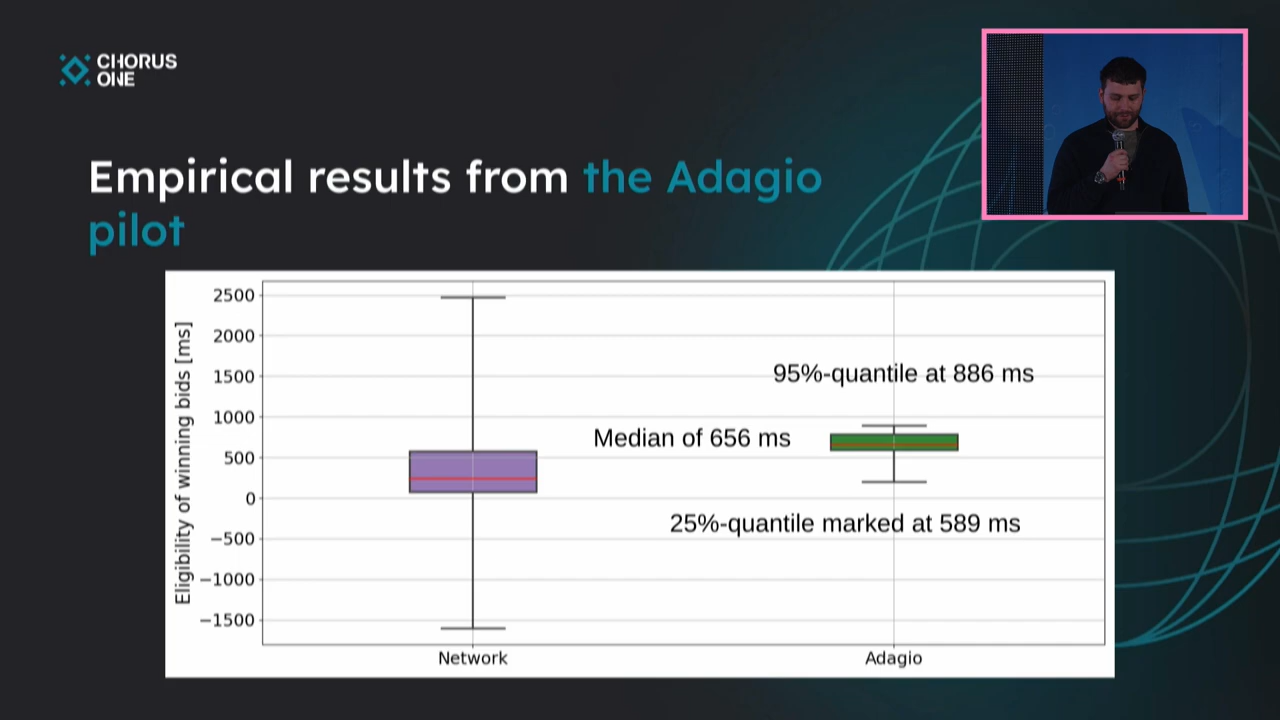 CHORUS
ONE
Empirical results from the Adagio
pilot
Eligibility of winning bids [ms]
2500
2000
1500
1000
500
0
−500
−1000
−1500
95%-quantile at 886 ms
Median of 656 ms
25%-quantile marked at 589 ms
Network
Adagio